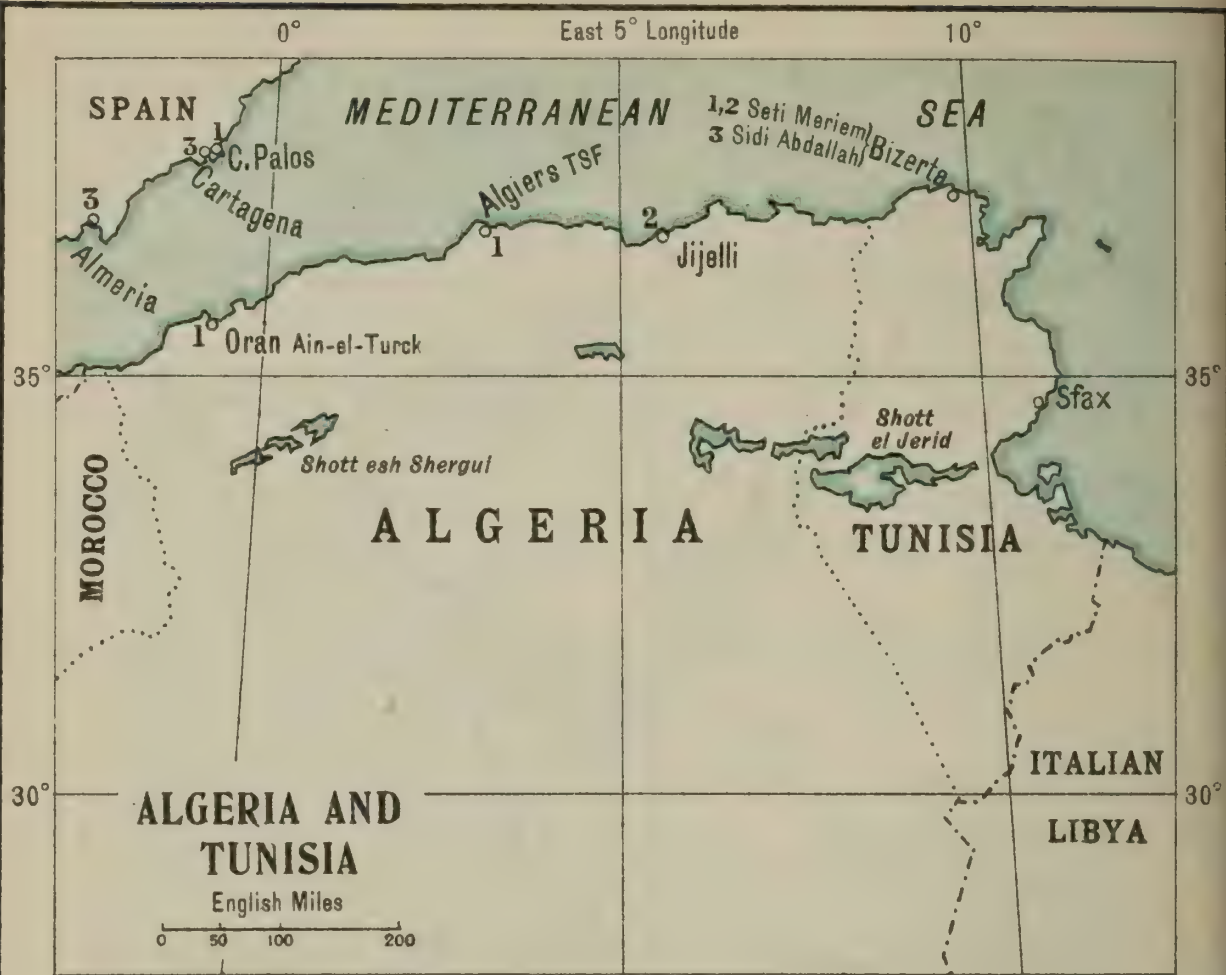 0° East 5° Longitude 10°
SPAIN
MEDITERRANEAN SEA
1,2 Seti Meriem
3 Sidi Abdallah
Bizerta
1
3
C. Palos
Cartagena
3
Almeria
Algiers TSF
1
2
Jijelli
1 Oran Ain-el-Turck
35° 35°
Sfax
Shott esh Shergui
Shott
el Jerid
MOROCCO
ALGERIA
TUNISIA
ITALIAN
30° 30°
LIBYA
ALGERIA AND
TUNISIA
English Miles
0 50 100 200